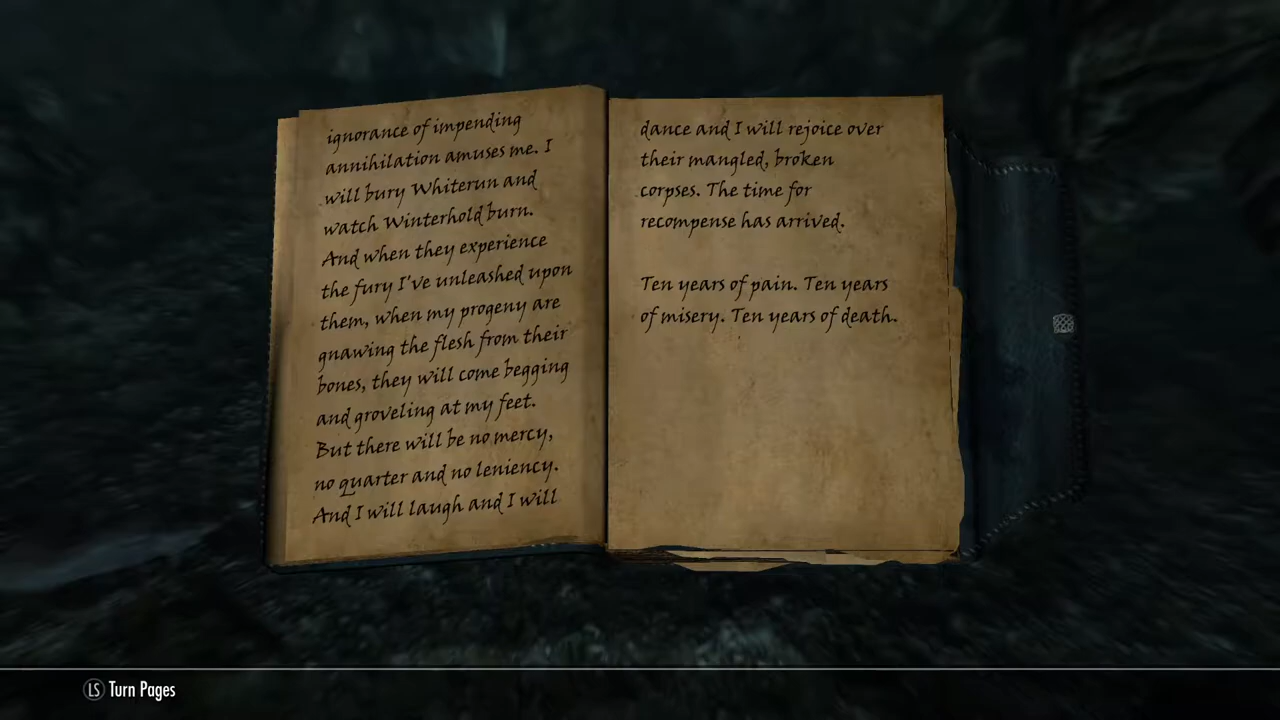 ignorance of impending
annihilation amuses me. I
will bury Whiterun and
watch Winterhold burn.
And when they experience
the fury I've unleashed upon
them, when my progeny are
gnawing the flesh from their
bones, they will come begging
and groveling at my feet.
But there will be no mercy,
no quarter and no leniency.
And I will laugh and I will
dance and I will rejoice over
their mangled, broken
corpses. The time for
recompense has arrived.
Ten years of pain. Ten years
of misery. Ten years of death.
LS Turn Pages